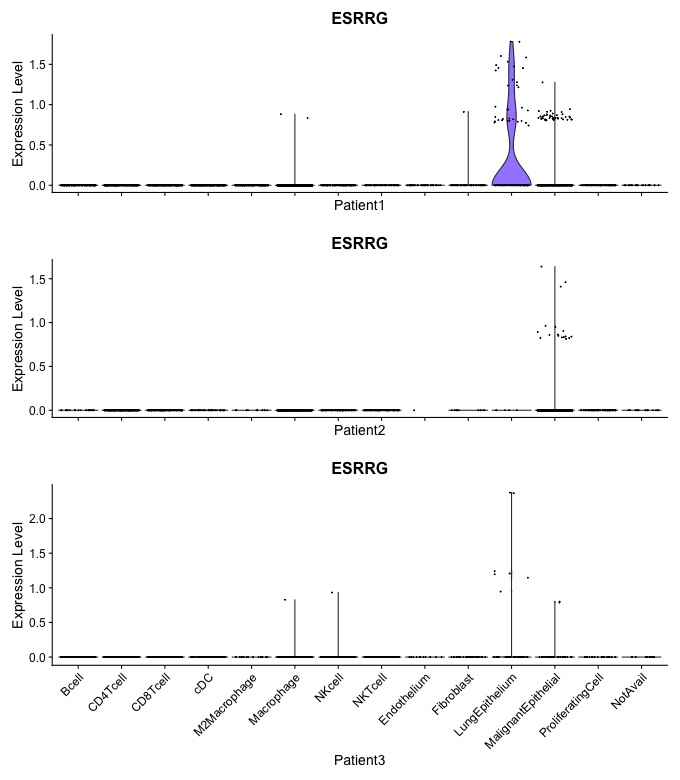 ESRRG
Expression Level
1.5
1.0
0.5
0.0
Patient1
ESRRG
Expression Level
1.5
1.0
0.5
0.0
Patient2
ESRRG
Expression Level
2.0
1.5
1.0
0.5
0.0
Bcell
CD4Tcell
CD8Tcell
cDC
M2Macrophage
Macrophage
NKcell
NKTcell
Endothelium
Fibroblast
LungEpithelium
MalignantEpithelial
ProliferatingCell
NotAvail
Patient3